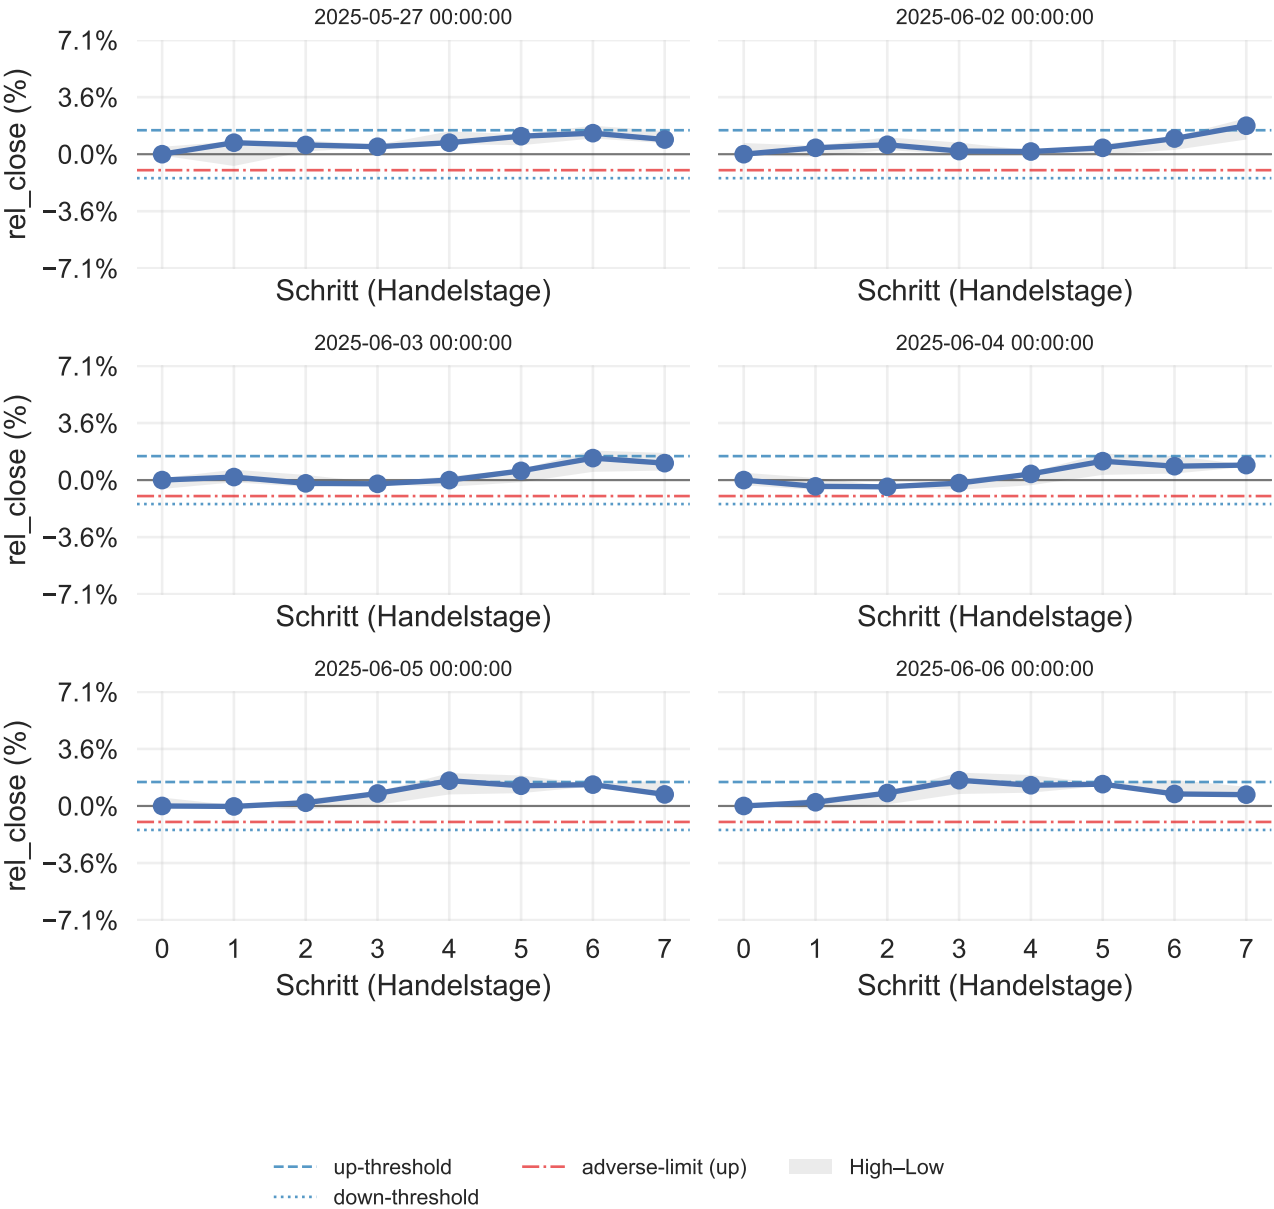 2025-05-27 00:00:00
2025-06-02 00:00:00
rel_close (%)
7.1%
3.6%
0.0%
−3.6%
−7.1%
Schritt (Handelstage)
Schritt (Handelstage)
2025-06-03 00:00:00
2025-06-04 00:00:00
rel_close (%)
7.1%
3.6%
0.0%
−3.6%
−7.1%
Schritt (Handelstage)
Schritt (Handelstage)
2025-06-05 00:00:00
2025-06-06 00:00:00
rel_close (%)
7.1%
3.6%
0.0%
−3.6%
−7.1%
0 1 2 3 4 5 6 7
0 1 2 3 4 5 6 7
Schritt (Handelstage)
Schritt (Handelstage)
up-threshold
down-threshold
adverse-limit (up)
High–Low